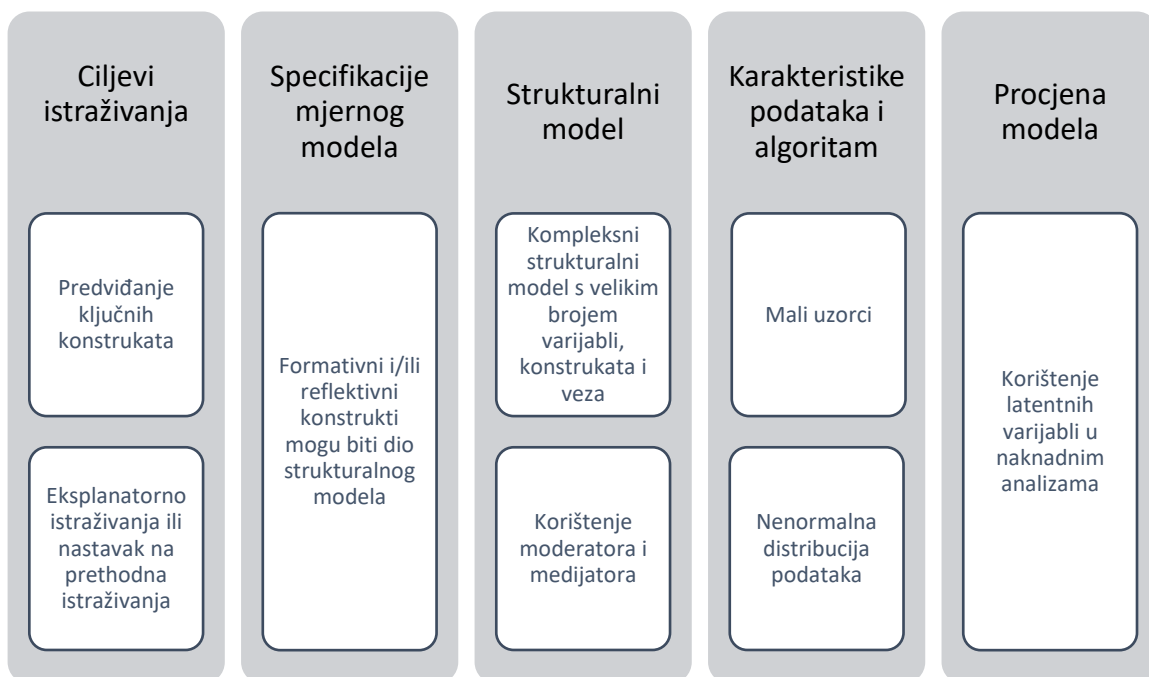 Ciljevi
istraživanja
Predviđanje
ključnih
konstrukata
Eksplanatorno
istraživanja ili
nastavak na
prethodna
istraživanja
Specifikacije
mjernog
modela
Formativni i/ili
reflektivni
konstrukti
mogu biti dio
strukturalnog
modela
Strukturalni
model
Kompleksni
strukturalni
model s velikim
brojem
varijabli,
konstrukata i
veza
Korištenje
moderatora i
medijatora
Karakteristike
podataka i
algoritam
Mali uzorci
Nenormalna
distribucija
podataka
Procjena
modela
Korištenje
latentnih
varijabli u
naknadnim
analizama